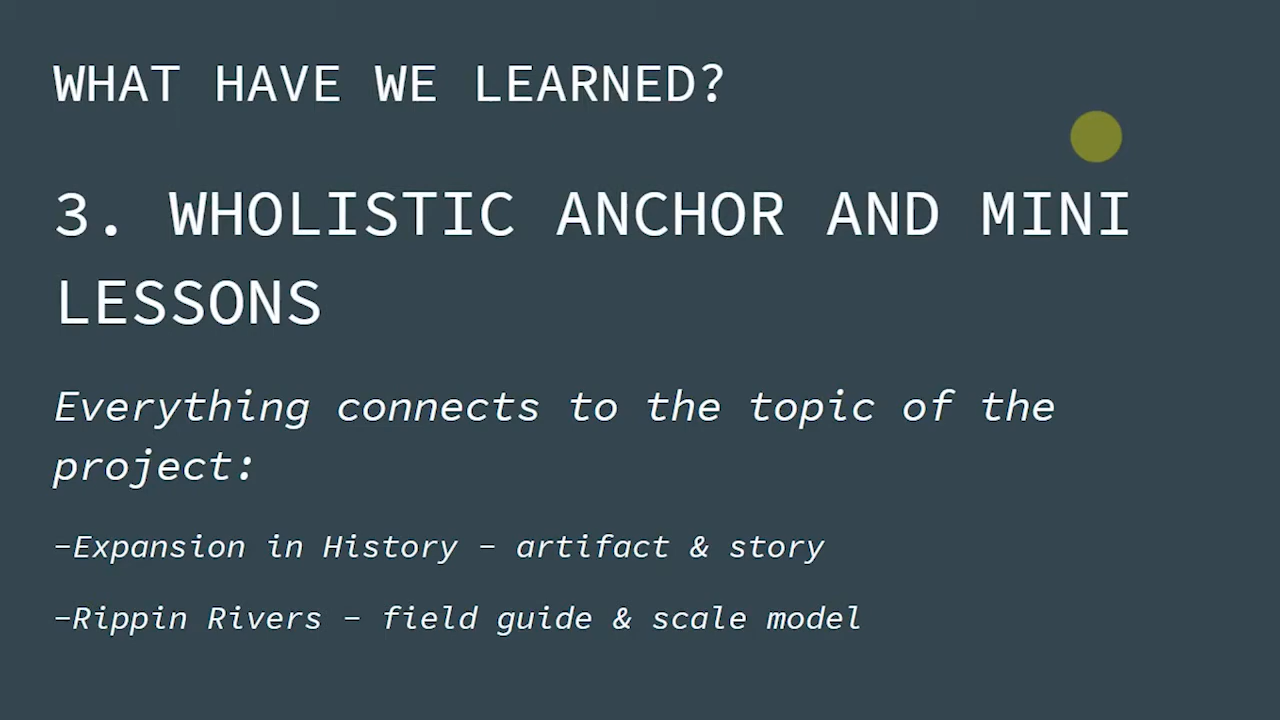 WHAT HAVE WE LEARNED?
3. WHOLISTIC ANCHOR AND MINI
LESSONS
Everything connects to the topic of the
project:
-Expansion in History - artifact & story
-Rippin Rivers - field guide & scale model